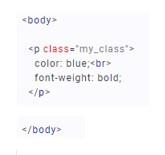 <body>
<p class="my_class">
color: blue;<br>
font-weight: bold;
</p>
</body>